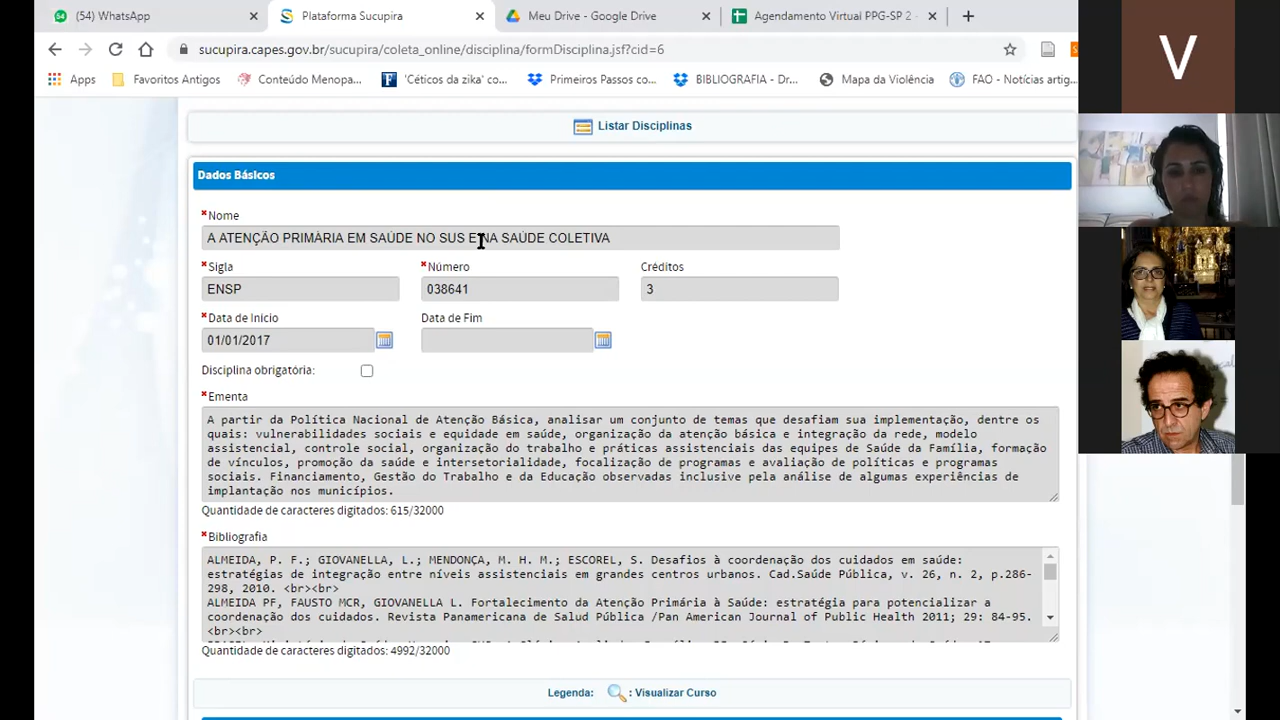 (54) WhatsApp
Plataforma Sucupira
Meu Drive - Google Drive
Agendamento Virtual PPG-SP 2 -
sucupira.capes.gov.br/sucupira/coleta_online/disciplina/formDisciplina.jsf?cid=6
Apps
Favoritos Antigos
Conteúdo Menopa...
'Céticos da zika' co...
Primeiros Passos co...
BIBLIOGRAFIA - Dr...
Mapa da Violência
FAO - Notícias artig...
V
Listar Disciplinas
Dados Básicos
* Nome
A ATENÇÃO PRIMÁRIA EM SAÚDE NO SUS E NA SAÚDE COLETIVA
* Sigla
* Número
Créditos
ENSP
038641
3
* Data de Início
Data de Fim
01/01/2017
Disciplina obrigatória:
* Ementa
A partir da Política Nacional de Atenção Básica, analisar um conjunto de temas que desafiam sua implementação, dentre os
quais: vulnerabilidades sociais e equidade em saúde, organização da atenção básica e integração da rede, modelo
assistencial, controle social, organização do trabalho e práticas assistenciais das equipes de Saúde da Família, formação
de vínculos, promoção da saúde e intersetorialidade, focalização de programas e avaliação de políticas e programas
sociais. Financiamento, Gestão do Trabalho e da Educação observadas inclusive pela análise de algumas experiências de
implantação nos municípios.
Quantidade de caracteres digitados: 615/32000
* Bibliografia
ALMEIDA, P. F.; GIOVANELLA, L.; MENDONÇA, M. H. M.; ESCOREL, S. Desafios à coordenação dos cuidados em saúde:
estratégias de integração entre níveis assistenciais em grandes centros urbanos. Cad.Saúde Pública, v. 26, n. 2, p.286-
298, 2010. <br><br>
ALMEIDA PF, FAUSTO MCR, GIOVANELLA L. Fortalecimento da Atenção Primária à Saúde: estratégia para potencializar a
coordenação dos cuidados. Revista Panamericana de Salud Pública /Pan American Journal of Public Health 2011; 29: 84-95.
<br><br>
Quantidade de caracteres digitados: 4992/32000
Legenda:
: Visualizar Curso